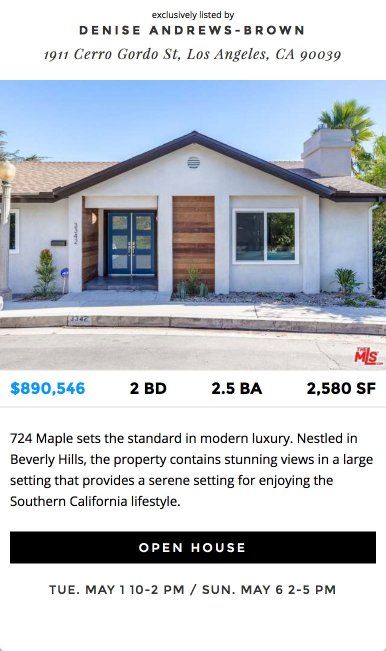 exclusively listed by
DENISE ANDREWS-BROWN
1911 Cerro Gordo St, Los Angeles, CA 90039
3342
3342
THE
MLS.com
$890,546 2 BD 2.5 BA 2,580 SF
724 Maple sets the standard in modern luxury. Nestled in
Beverly Hills, the property contains stunning views in a large
setting that provides a serene setting for enjoying the
Southern California lifestyle.
OPEN HOUSE
TUE. MAY 1 10-2 PM / SUN. MAY 6 2-5 PM